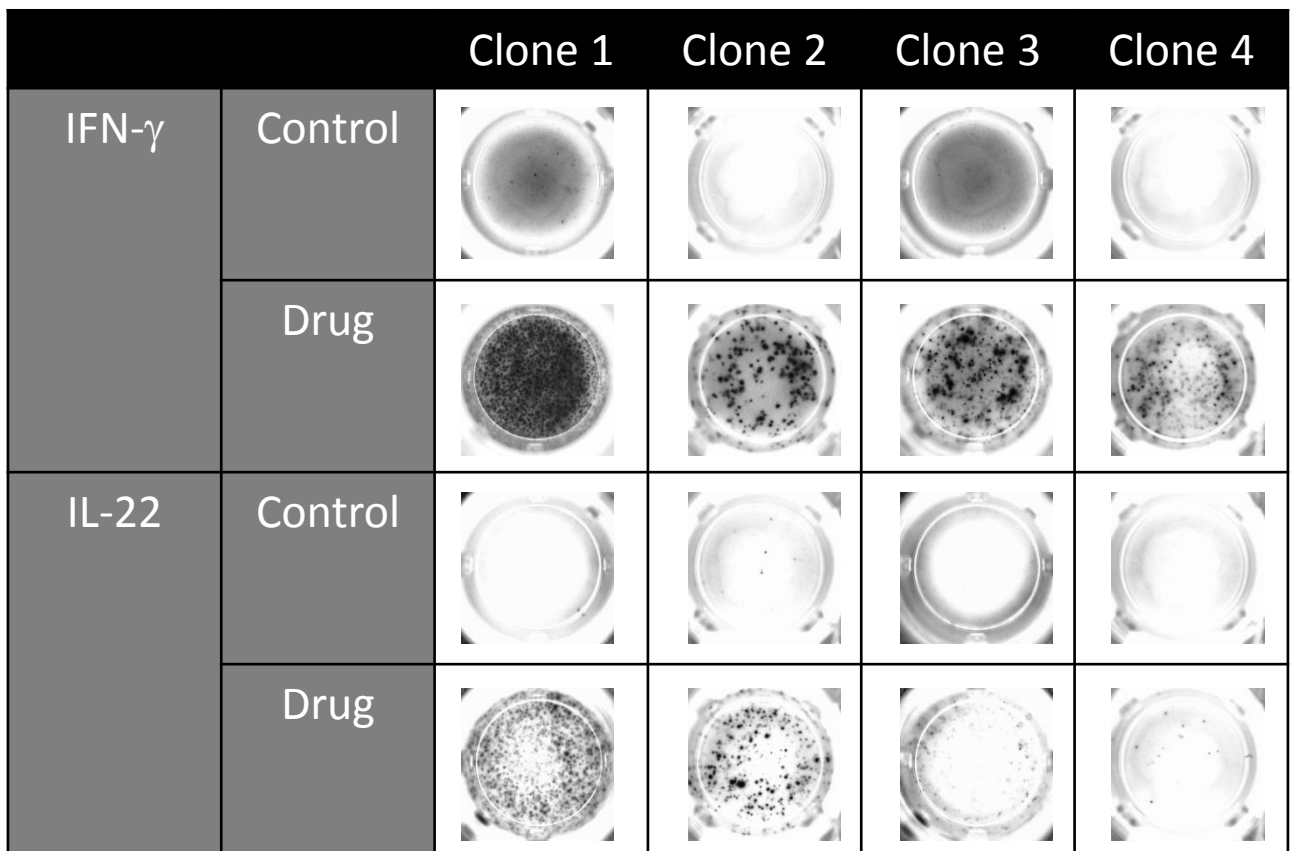 Clone 1 Clone 2 Clone 3 Clone 4
IFN-γ Control
Drug
IL-22 Control
Drug